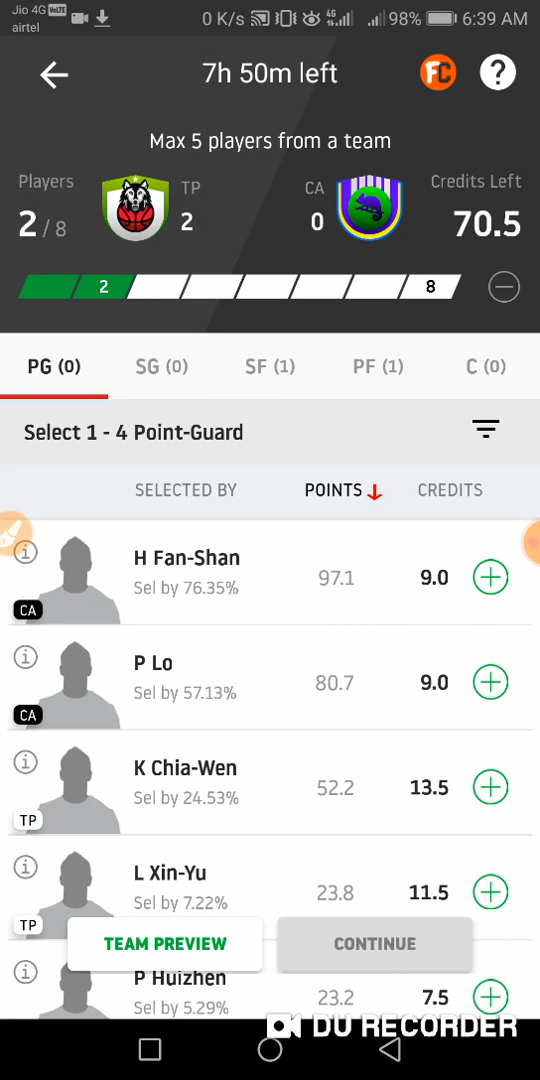 Jio 4G VoLTE
airtel
0 K/s 4G 98% 6:39 AM
7h 50m left
FC ?
Max 5 players from a team
Players
2 / 8
TP
2
CA
0
Credits Left
70.5
2 8
PG (0) SG (0) SF (1) PF (1) C (0)
Select 1 - 4 Point-Guard
SELECTED BY POINTS CREDITS
H Fan-Shan
Sel by 76.35%
97.1 9.0
CA
P Lo
Sel by 57.13%
80.7 9.0
CA
K Chia-Wen
Sel by 24.53%
52.2 13.5
TP
L Xin-Yu
Sel by 7.22%
23.8 11.5
TP
TEAM PREVIEW CONTINUE
P Huizhen
Sel by 5.29%
23.2 7.5
DU RECORDER